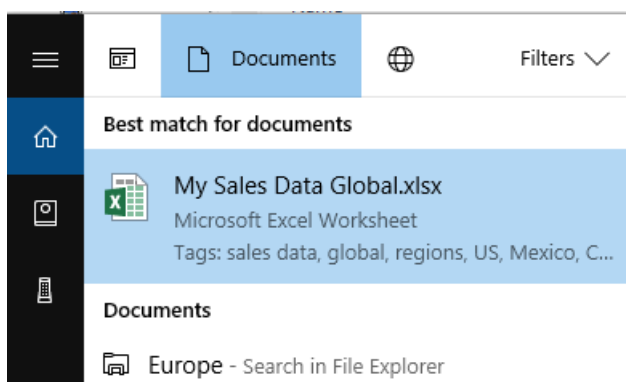 Documents
Filters
Best match for documents
My Sales Data Global.xlsx
Microsoft Excel Worksheet
Tags: sales data, global, regions, US, Mexico, C...
Documents
Europe - Search in File Explorer